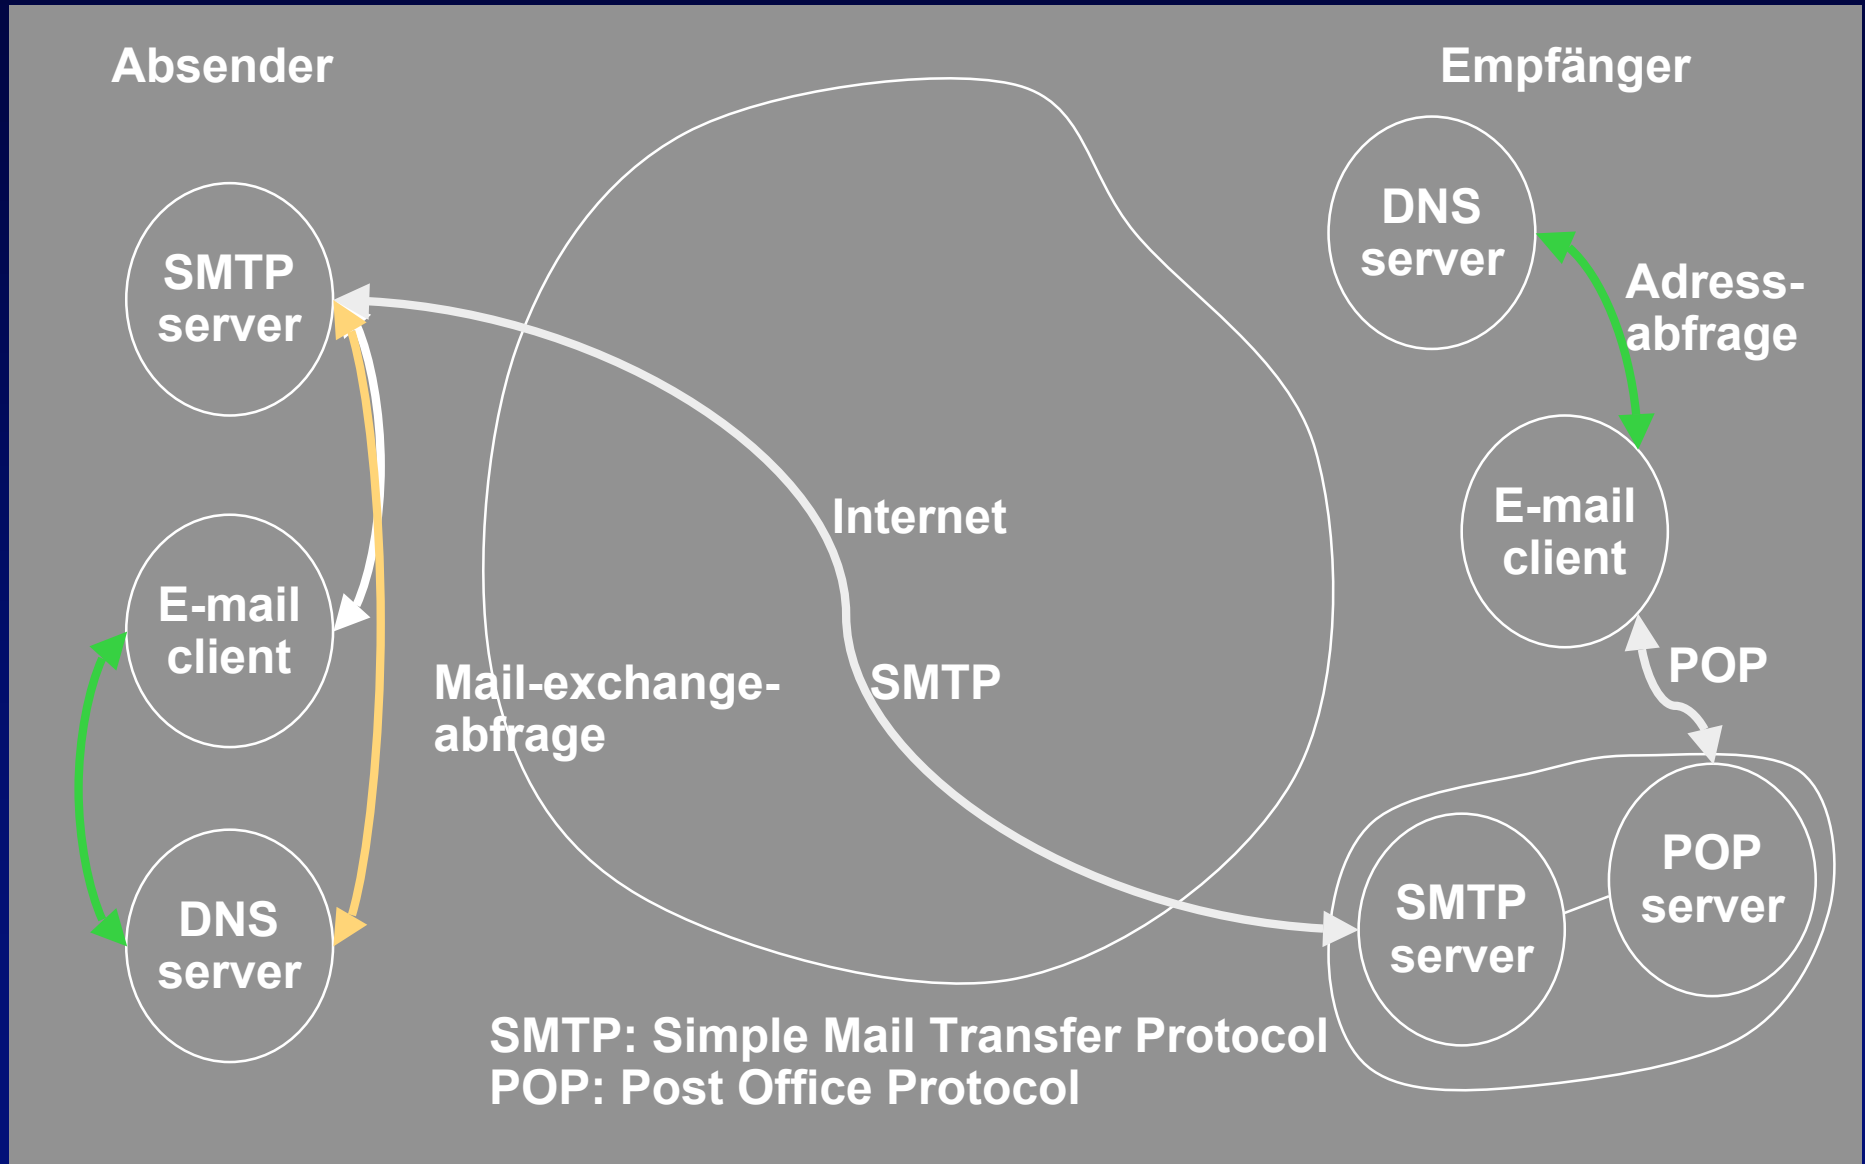 Absender
Empfänger
DNS
server
SMTP
server
Adress-
abfrage
Internet
E-mail
client
E-mail
client
Mail-exchange-
abfrage
SMTP
POP
POP
server
DNS
server
SMTP
server
SMTP: Simple Mail Transfer Protocol
POP: Post Office Protocol